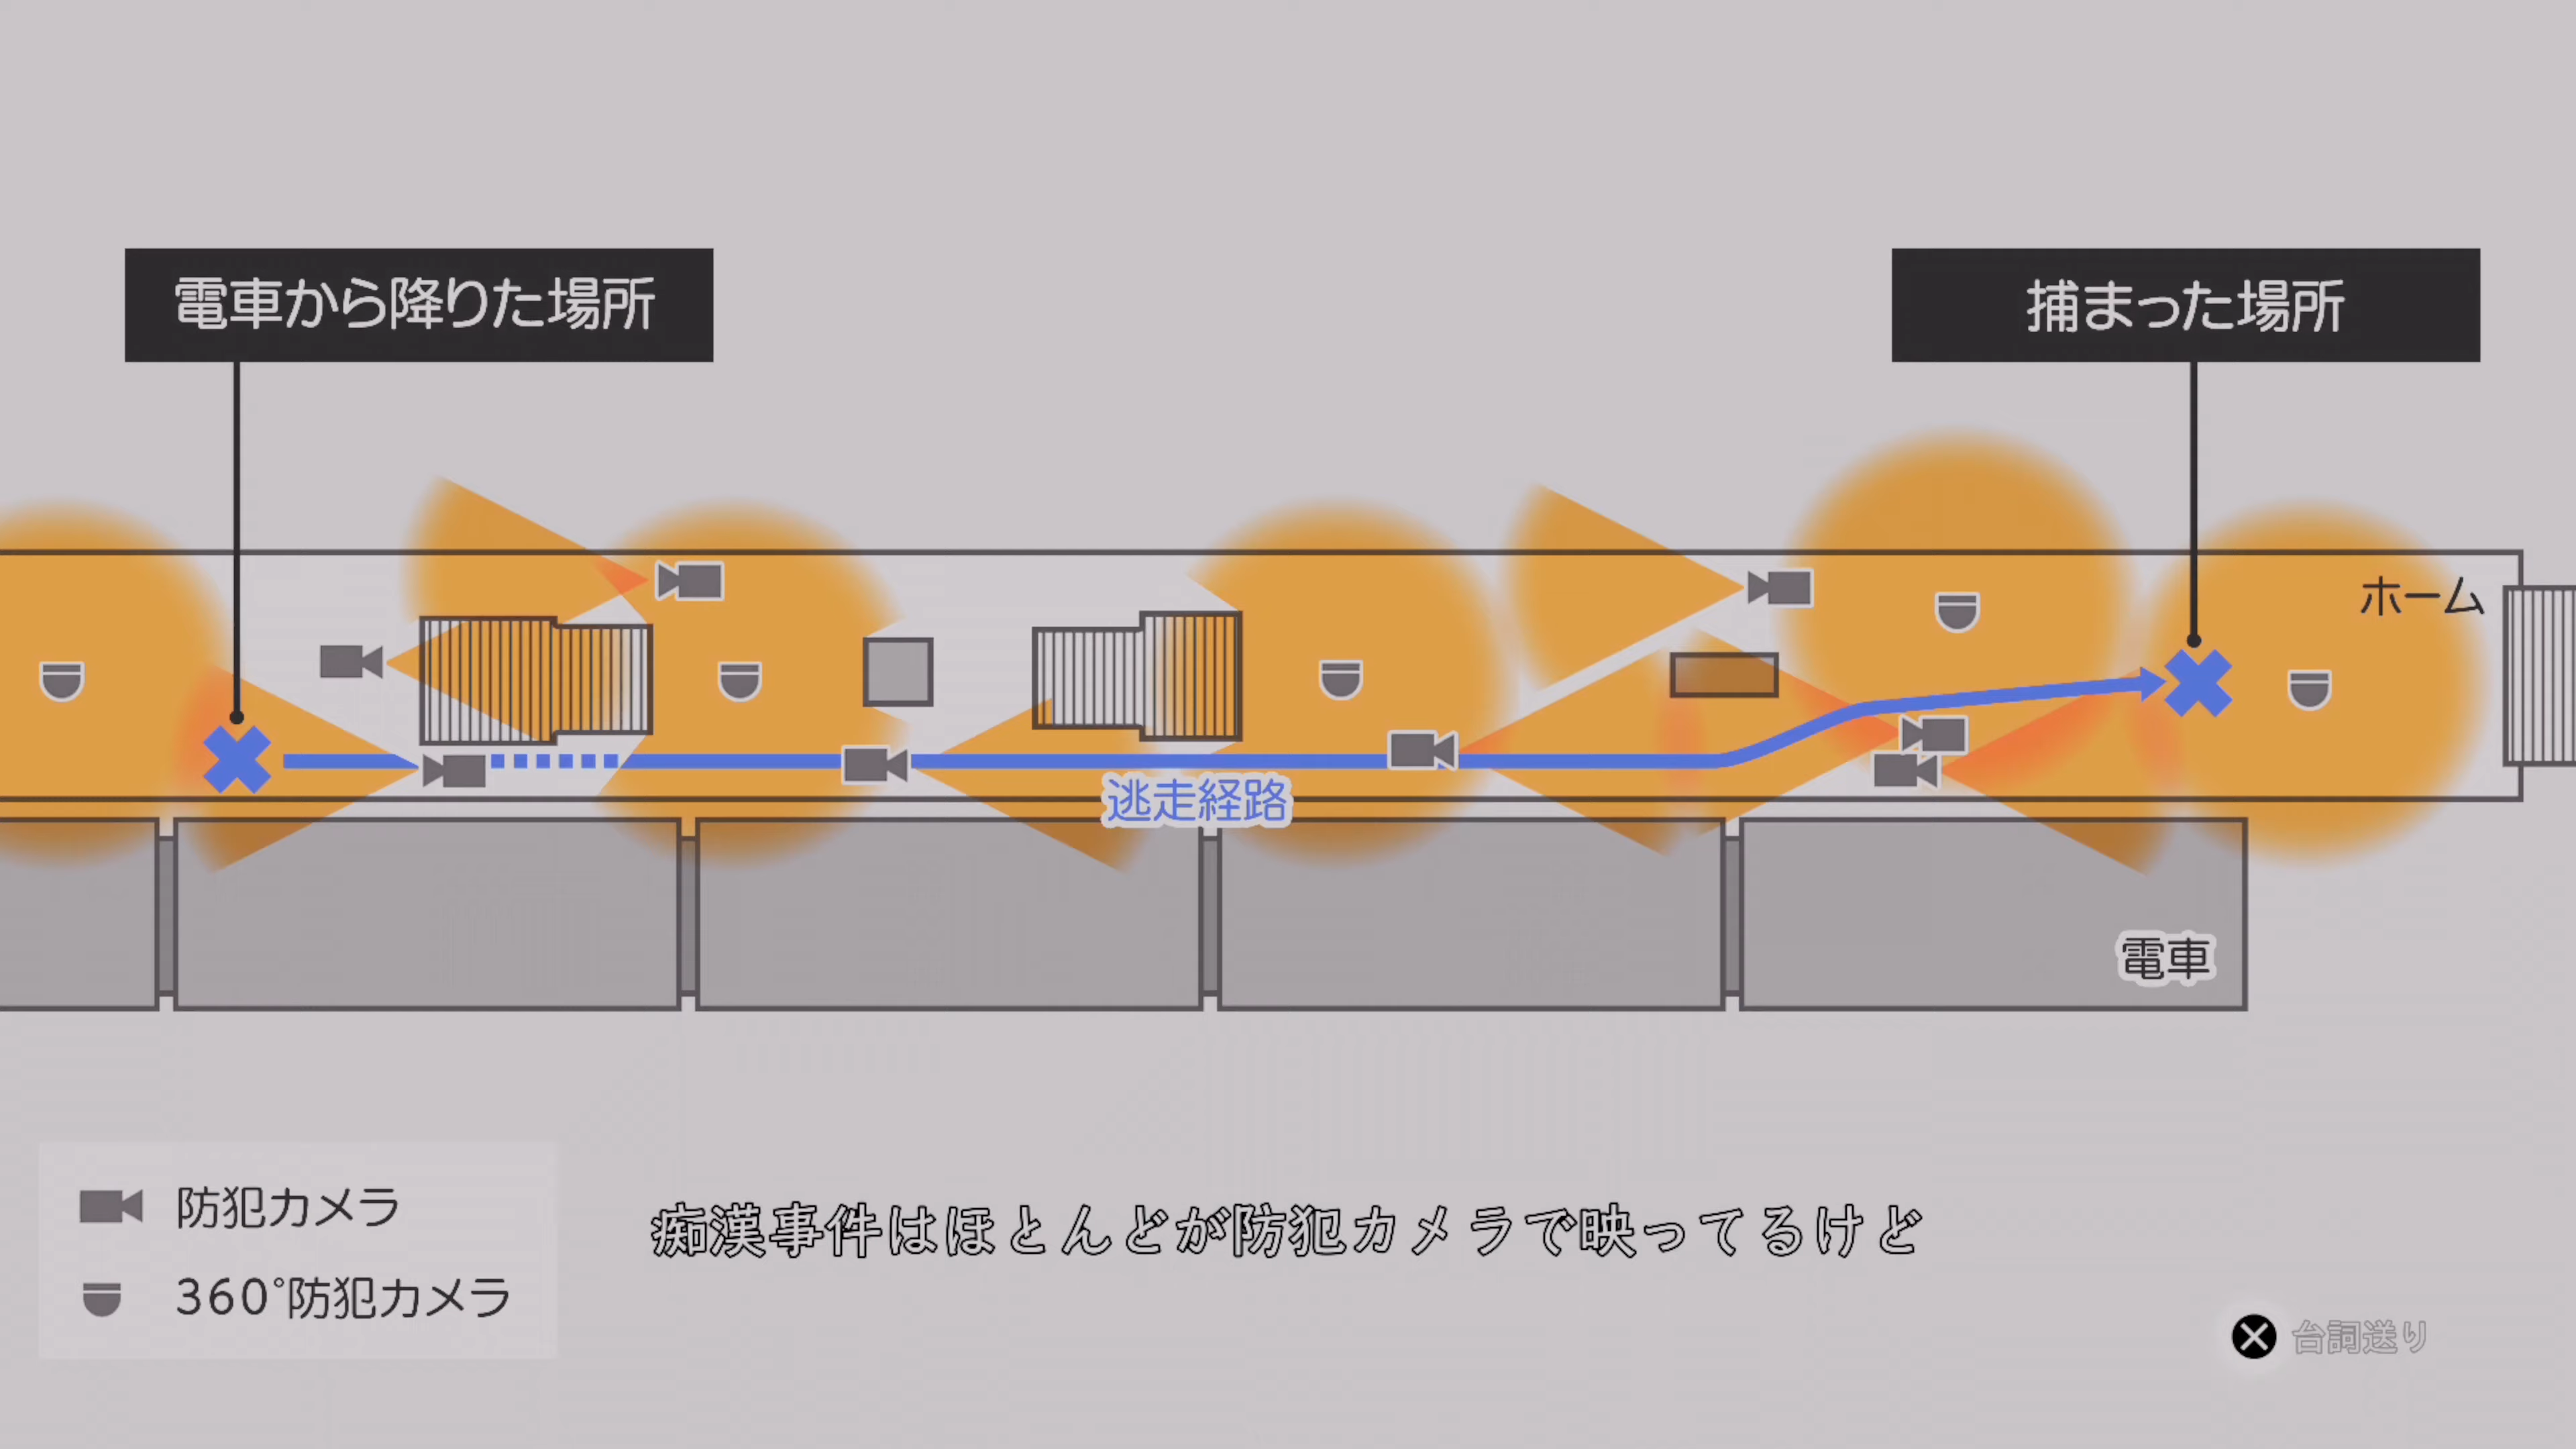 電車から降りた場所
捕まった場所
ホーム
逃走経路
電車
防犯カメラ
360°防犯カメラ
痴漢事件はほとんどが防犯カメラで映ってるけど
台詞送り